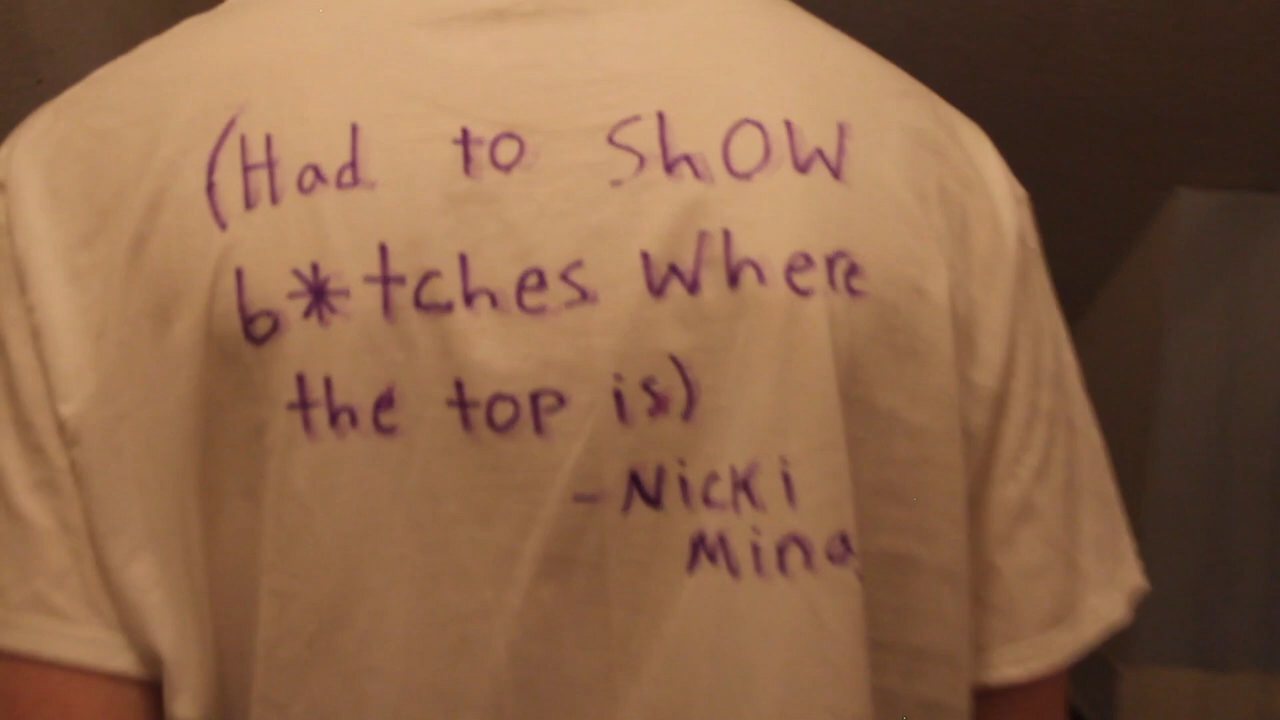 (Had to Show
b*tches where
the top is)
- Nicki
Mina